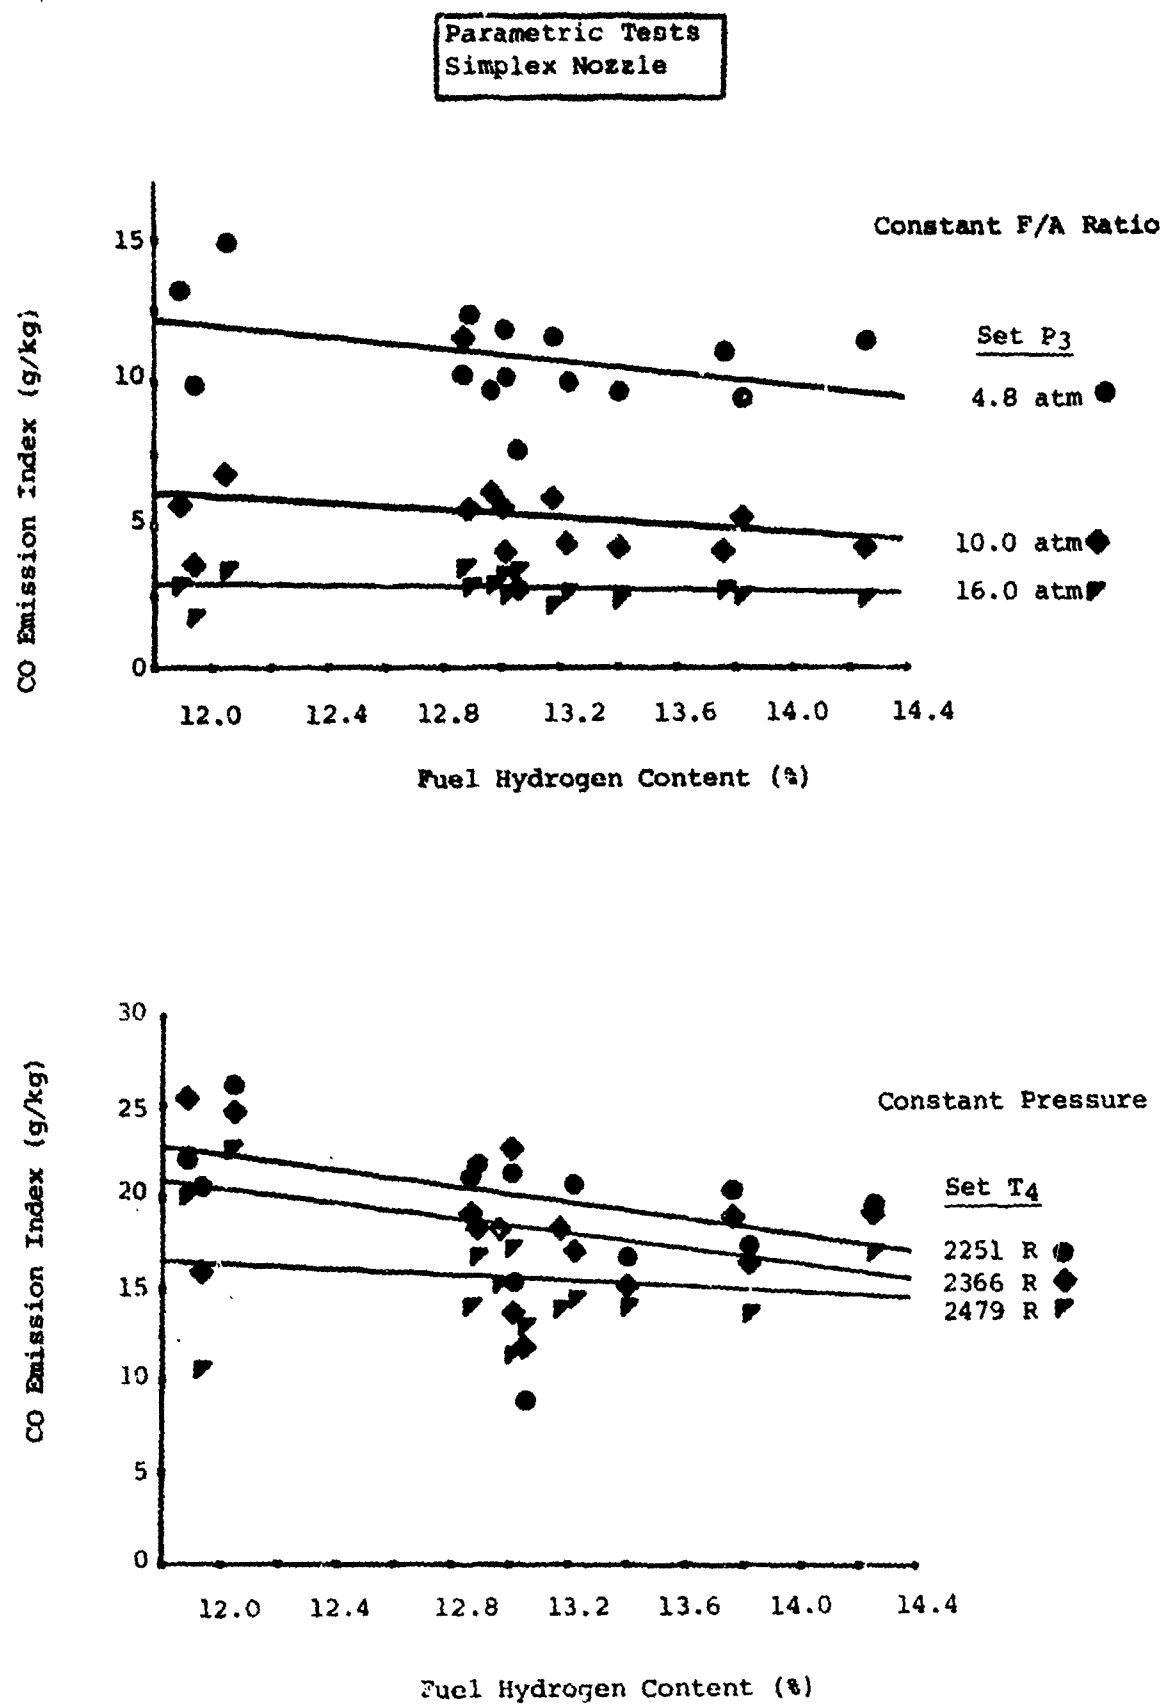 Parametric Tests
Simplex Nozzle
Constant F/A Ratio
Set P3
4.8 atm
10.0 atm
16.0 atm
CO Emission Index (g/kg)
15
10
5
0
12.0 12.4 12.8 13.2 13.6 14.0 14.4
Fuel Hydrogen Content (%)
Constant Pressure
Set T4
2251 R
2366 R
2479 R
CO Emission Index (g/kg)
30
25
20
15
10
5
0
12.0 12.4 12.8 13.2 13.6 14.0 14.4
Fuel Hydrogen Content (%)